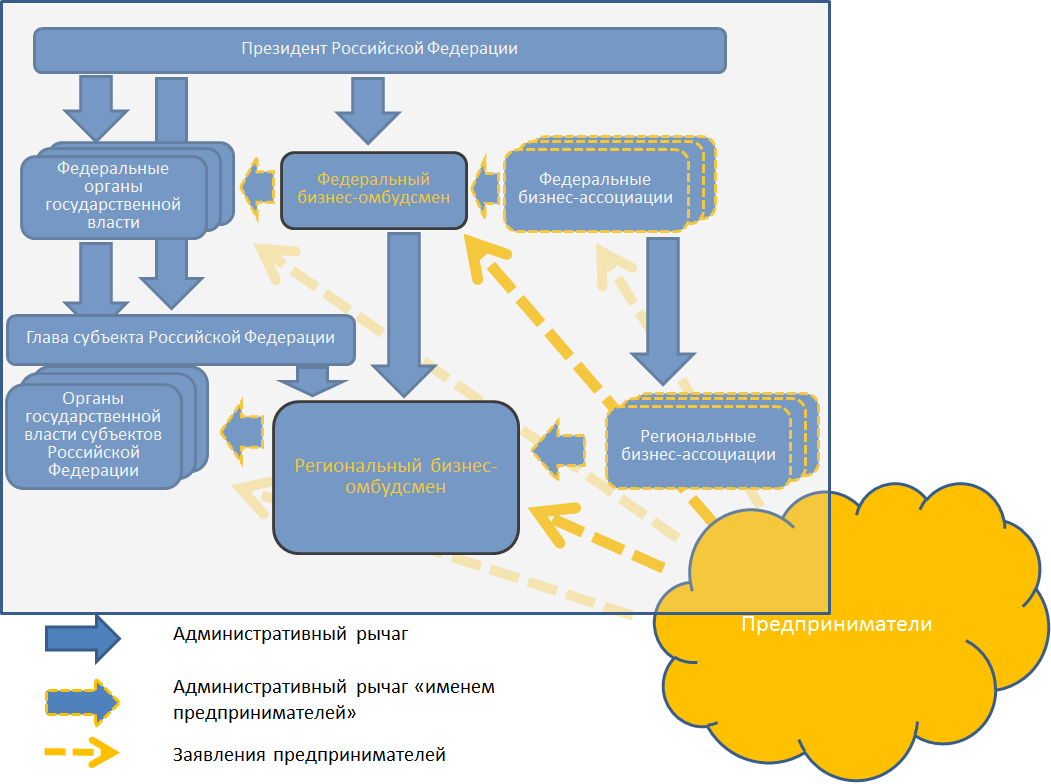 Президент Российской Федерации
Федеральные
органы
государственной
власти
Федеральный
бизнес-омбудсмен
Федеральные
бизнес-ассоциации
Глава субъекта Российской Федерации
Органы
государственной
власти субъектов
Российской
Федерации
Региональный бизнес-
омбудсмен
Региональные
бизнес-ассоциации
Предприниматели
Административный рычаг
Административный рычаг «именем
предпринимателей»
Заявления предпринимателей